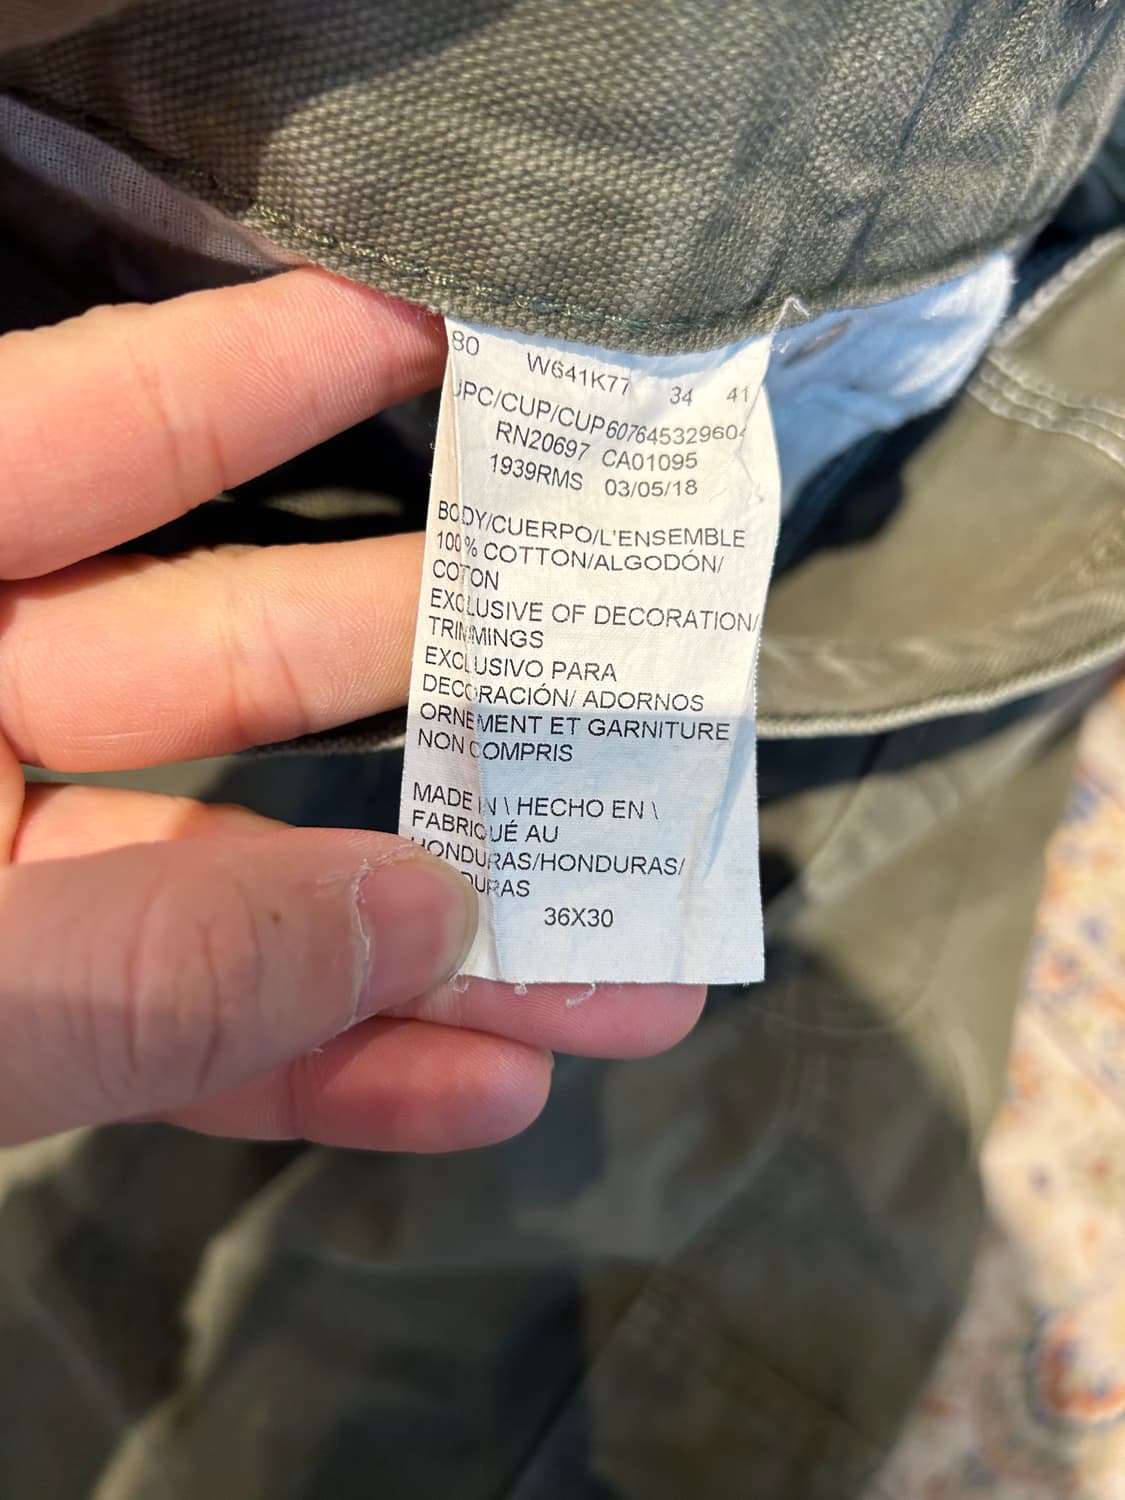 80 W641K77 34 41
UPC/CUP/CUP60764532960
RN20697 CA01095
1939RMS 03/05/18
BODY/CUERPO/L'ENSEMBLE
100% COTTON/ALGODÓN/
COTON
EXCLUSIVE OF DECORATION/
TRIMMINGS
EXCLUSIVO PARA
DECORACIÓN/ ADORNOS
ORNEMENT ET GARNITURE
NON COMPRIS
MADE IN \ HECHO EN \
FABRIQUÉ AU
HONDURAS/HONDURAS/
DURAS
36X30